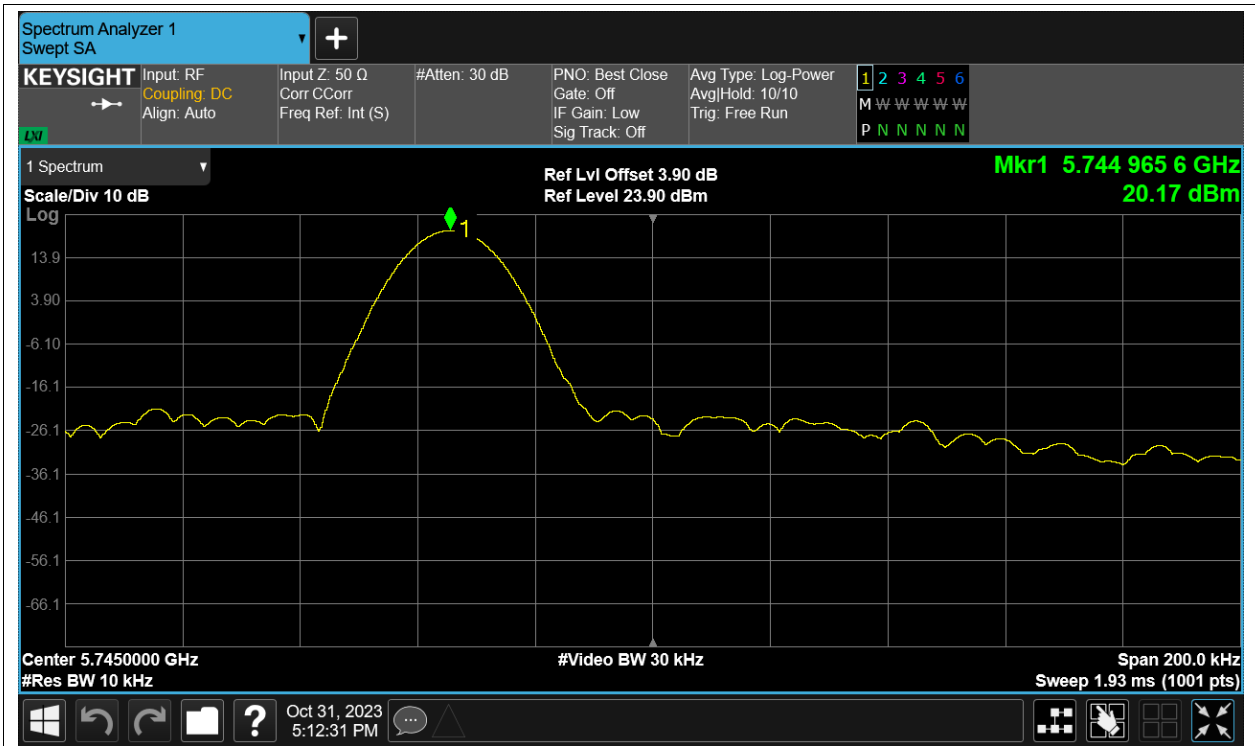 Spectrum Analyzer 1
Swept SA
KEYSIGHT
LXI
Input: RF
Coupling: DC
Align: Auto
Input Z: 50 Ω
Corr CCorr
Freq Ref: Int (S)
#Atten: 30 dB
PNO: Best Close
Gate: Off
IF Gain: Low
Sig Track: Off
Avg Type: Log-Power
Avg|Hold: 10/10
Trig: Free Run
1 2 3 4 5 6
M W W W W W W
P N N N N N
1 Spectrum
Scale/Div 10 dB
Log
Ref Lvl Offset 3.90 dB
Ref Level 23.90 dBm
Mkr1 5.744 965 6 GHz
20.17 dBm
1
13.9
3.90
-6.10
-16.1
-26.1
-36.1
-46.1
-56.1
-66.1
Center 5.7450000 GHz
#Res BW 10 kHz
#Video BW 30 kHz
Span 200.0 kHz
Sweep 1.93 ms (1001 pts)
?
Oct 31, 2023
5:12:31 PM